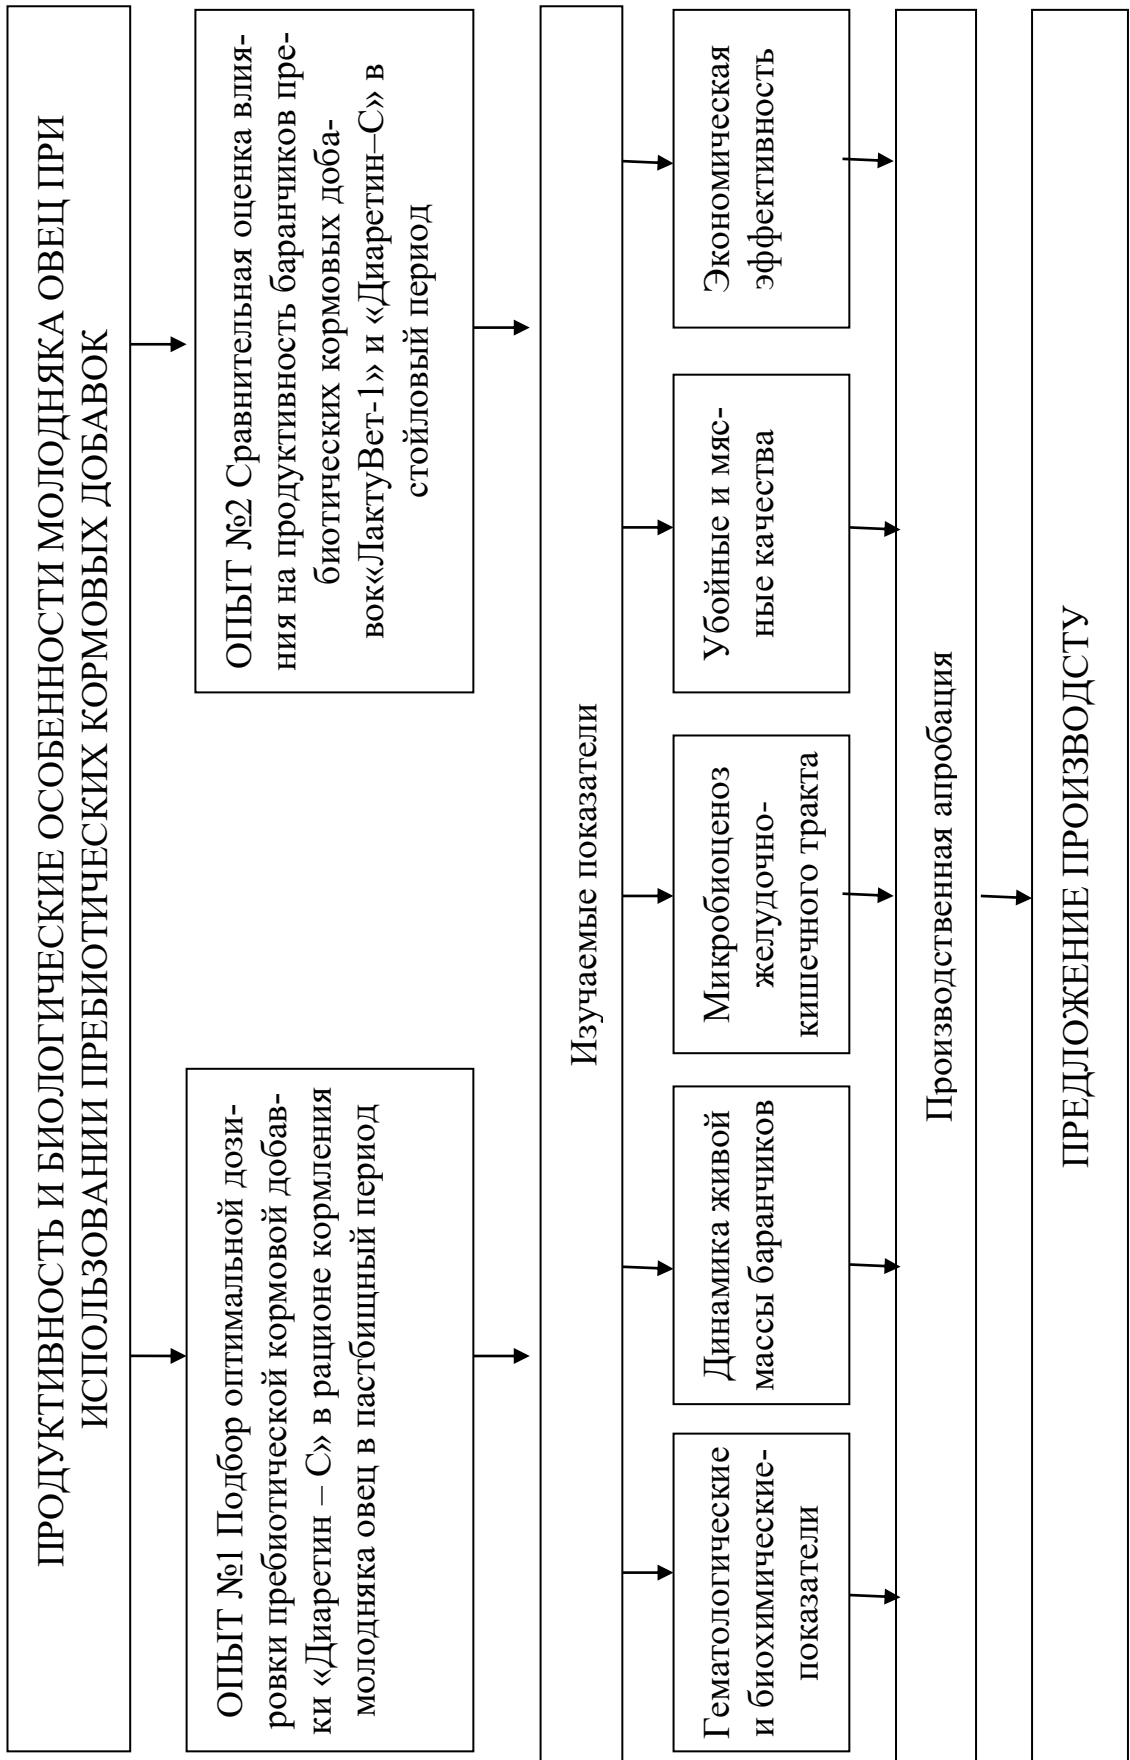 ПРОДУКТИВНОСТЬ И БИОЛОГИЧЕСКИЕ ОСОБЕННОСТИ МОЛОДНЯКА ОВЕЦ ПРИ
ИСПОЛЬЗОВАНИИ ПРЕБИОТИЧЕСКИХ КОРМОВЫХ ДОБАВОК
ОПЫТ №1 Подбор оптимальной дози-
ровки пребиотической кормовой добав-
ки «Диаретин – С» в рационе кормления
молодняка овец в пастбищный период
ОПЫТ №2 Сравнительная оценка влия-
ния на продуктивность баранчиков пре-
биотических кормовых доба-
вок«ЛактуВет-1» и «Диаретин–С» в
стойловый период
Изучаемые показатели
Гематологические
и биохимические-
показатели
Динамика живой
массы баранчиков
Микробиоценоз
желудочно-
кишечного тракта
Убойные и мяс-
ные качества
Экономическая
эффективность
Производственная апробация
ПРЕДЛОЖЕНИЕ ПРОИЗВОДСТУ